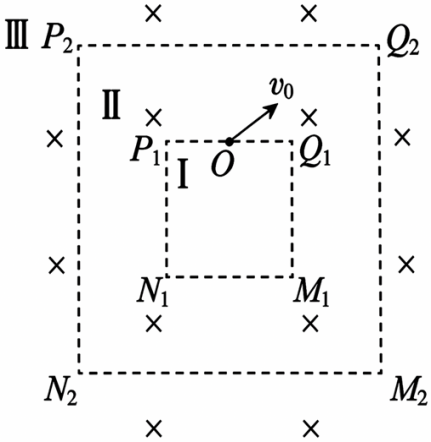 Ⅲ P₂ Q₂
Ⅱ v₀
P₁ Ⅰ O Q₁
N₁ M₁
N₂ M₂